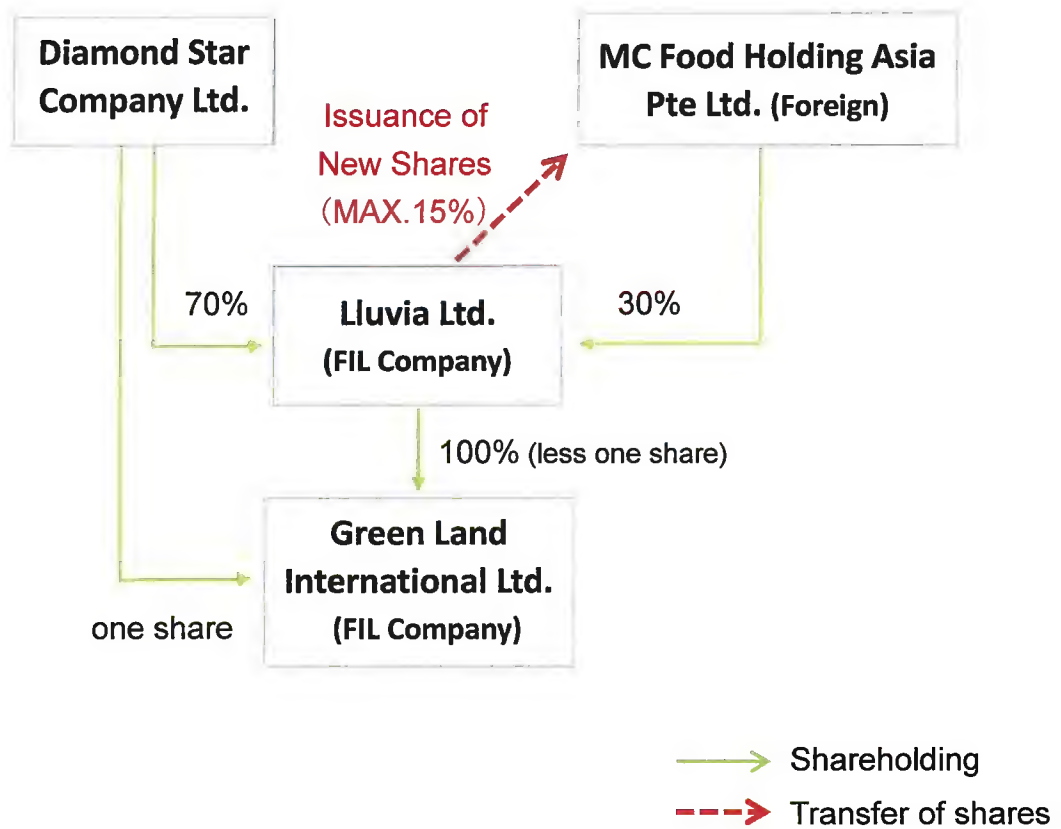 Diamond Star
Company Ltd.
MC Food Holding Asia
Pte Ltd. (Foreign)
Issuance of
New Shares
(MAX.15%)
70%
Lluvia Ltd.
(FIL Company)
30%
100% (less one share)
Green Land
International Ltd.
(FIL Company)
one share
Shareholding
Transfer of shares